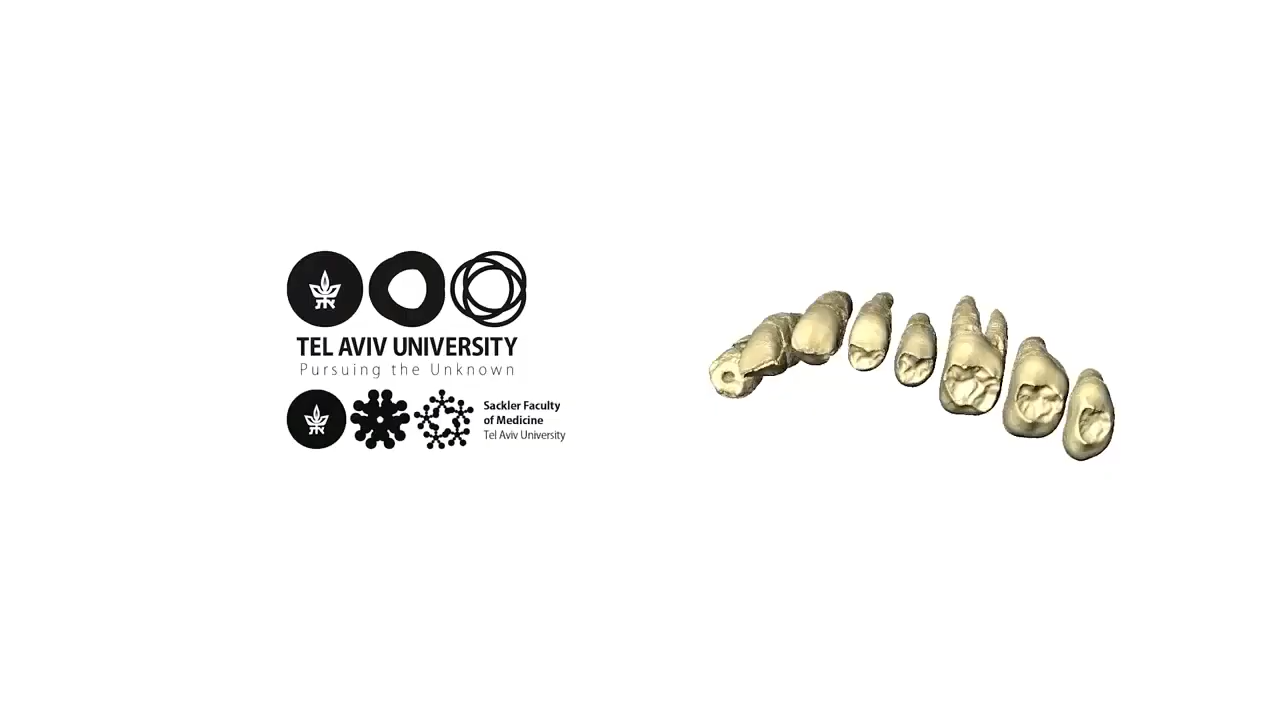 TEL AVIV UNIVERSITY
Pursuing the Unknown
Sackler Faculty
of Medicine
Tel Aviv University